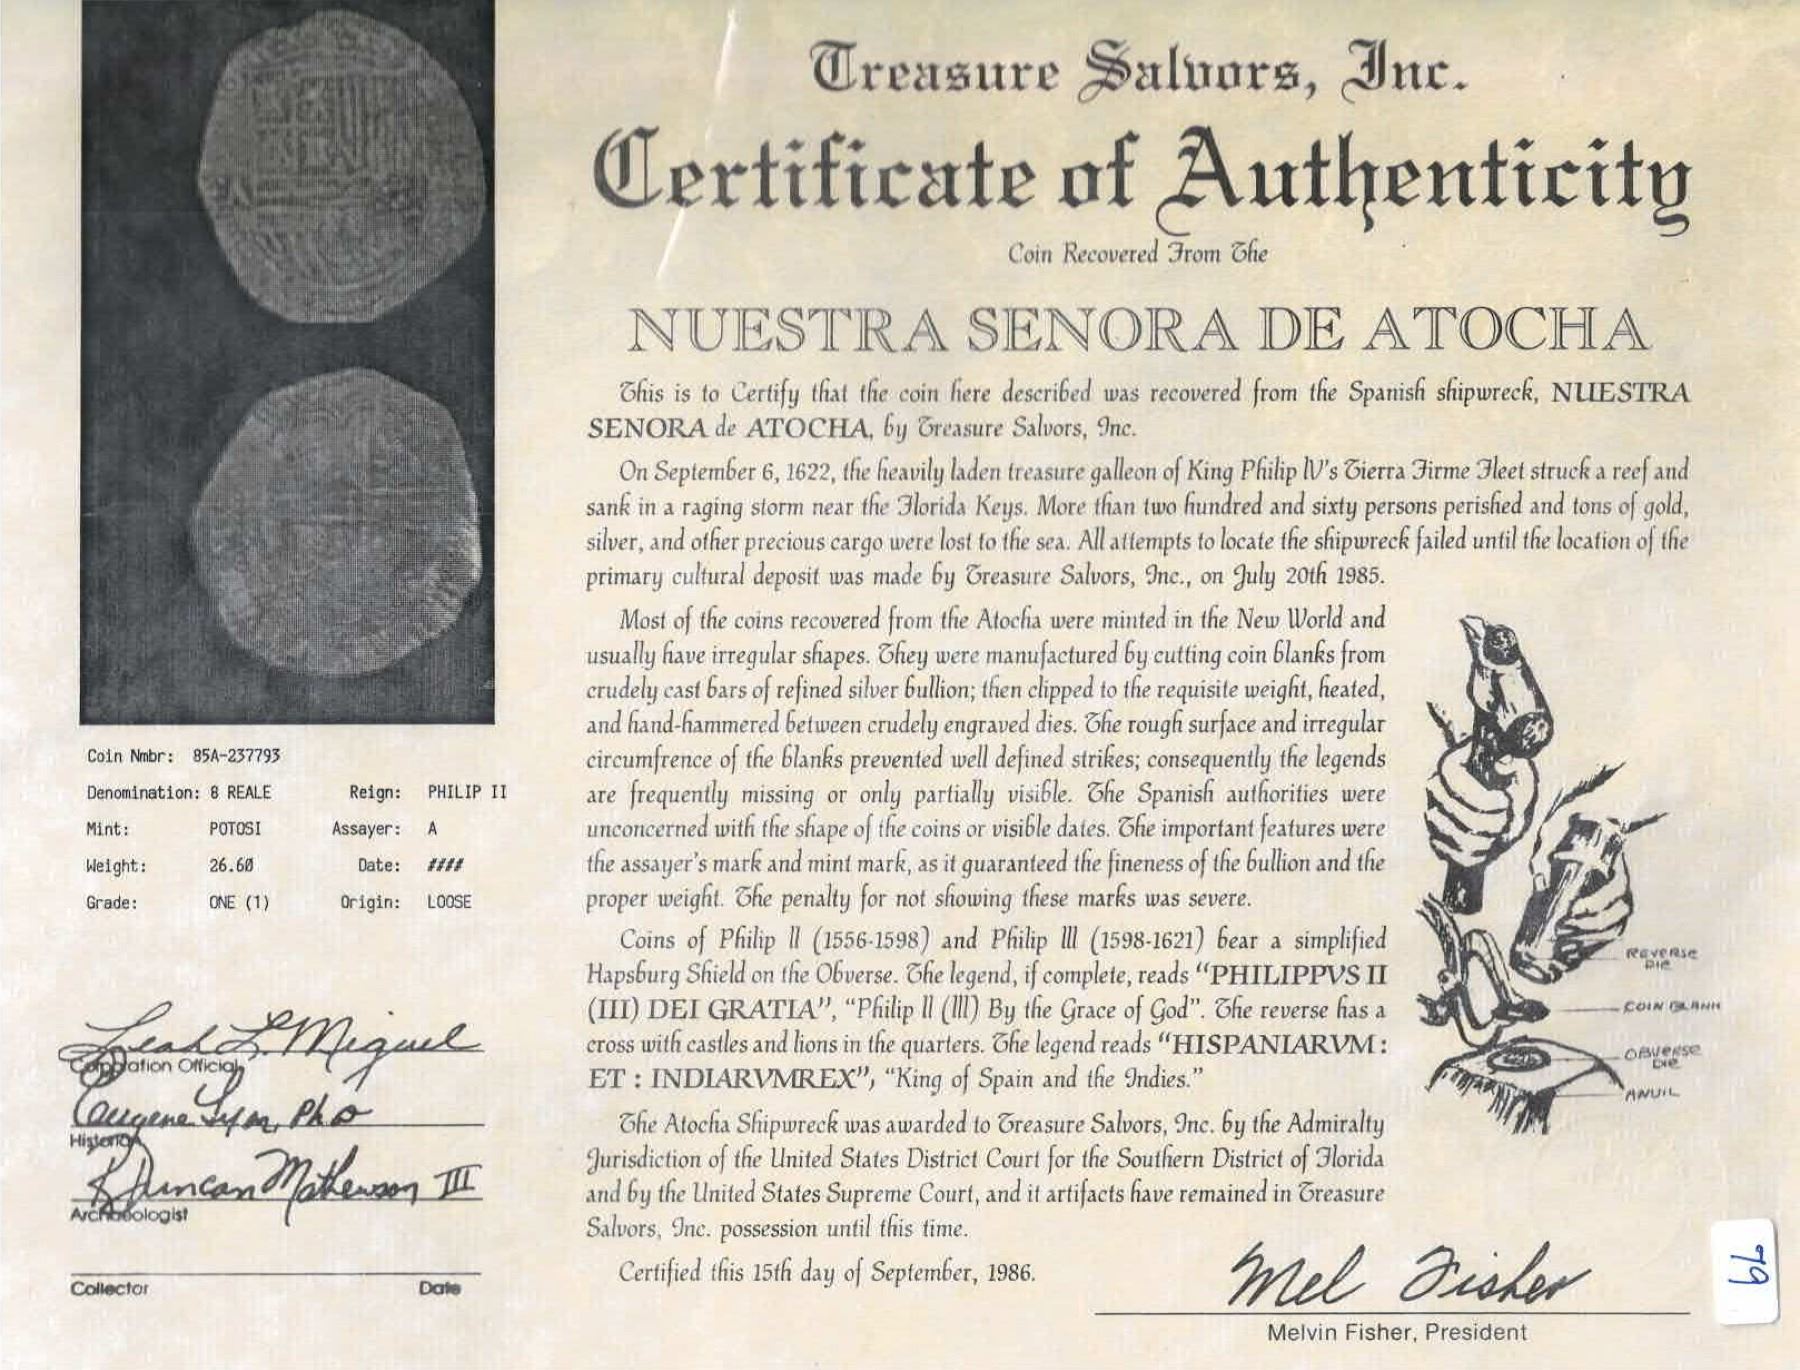 Treasure Salvors, Inc.
Certificate of Authenticity
Coin Recovered From The
NUESTRA SENORA DE ATOCHA
This is to Certify that the coin here described was recovered from the Spanish shipwreck, NUESTRA
SENORA de ATOCHA, by Treasure Salvors, Inc.
On September 6, 1622, the heavily laden treasure galleon of King Philip IV's Tierra Firme Fleet struck a reef and
sank in a raging storm near the Florida Keys. More than two hundred and sixty persons perished and tons of gold,
silver, and other precious cargo were lost to the sea. All attempts to locate the shipwreck failed until the location of the
primary cultural deposit was made by Treasure Salvors, Inc., on July 20th 1985.
Most of the coins recovered from the Atocha were minted in the New World and
usually have irregular shapes. They were manufactured by cutting coin blanks from
crudely cast bars of refined silver bullion; then clipped to the requisite weight, heated,
and hand-hammered between crudely engraved dies. The rough surface and irregular
circumfrence of the blanks prevented well defined strikes; consequently the legends
are frequently missing or only partially visible. The Spanish authorities were
unconcerned with the shape of the coins or visible dates. The important features were
the assayer's mark and mint mark, as it guaranteed the fineness of the bullion and the
proper weight. The penalty for not showing these marks was severe.
Coins of Philip II (1556-1598) and Philip III (1598-1621) bear a simplified
Hapsburg Shield on the Obverse. The legend, if complete, reads "PHILIPPVS II
(III) DEI GRATIA", "Philip II (III) By the Grace of God". The reverse has a
cross with castles and lions in the quarters. The legend reads "HISPANIARVM :
ET : INDIARVMREX", "King of Spain and the Indies."
The Atocha Shipwreck was awarded to Treasure Salvors, Inc. by the Admiralty
Jurisdiction of the United States District Court for the Southern District of Florida
and by the United States Supreme Court, and it artifacts have remained in Treasure
Salvors, Inc. possession until this time.
Certified this 15th day of September, 1986.
Mel Fisher
Melvin Fisher, President
REVERSE
DIE
COIN BLANK
OBVERSE
DIE
ANVIL
Coin Nmbr: 85A-237793
Denomination: 8 REALE Reign: PHILIP II
Mint: POTOSI Assayer: A
Weight: 26.60 Date: ####
Grade: ONE (1) Origin: LOOSE
Leah L. Miguel
Corporation Official
Eugene Lyon, PhD
Historian
R Duncan Mathewson III
Archaeologist
Collector Date
79